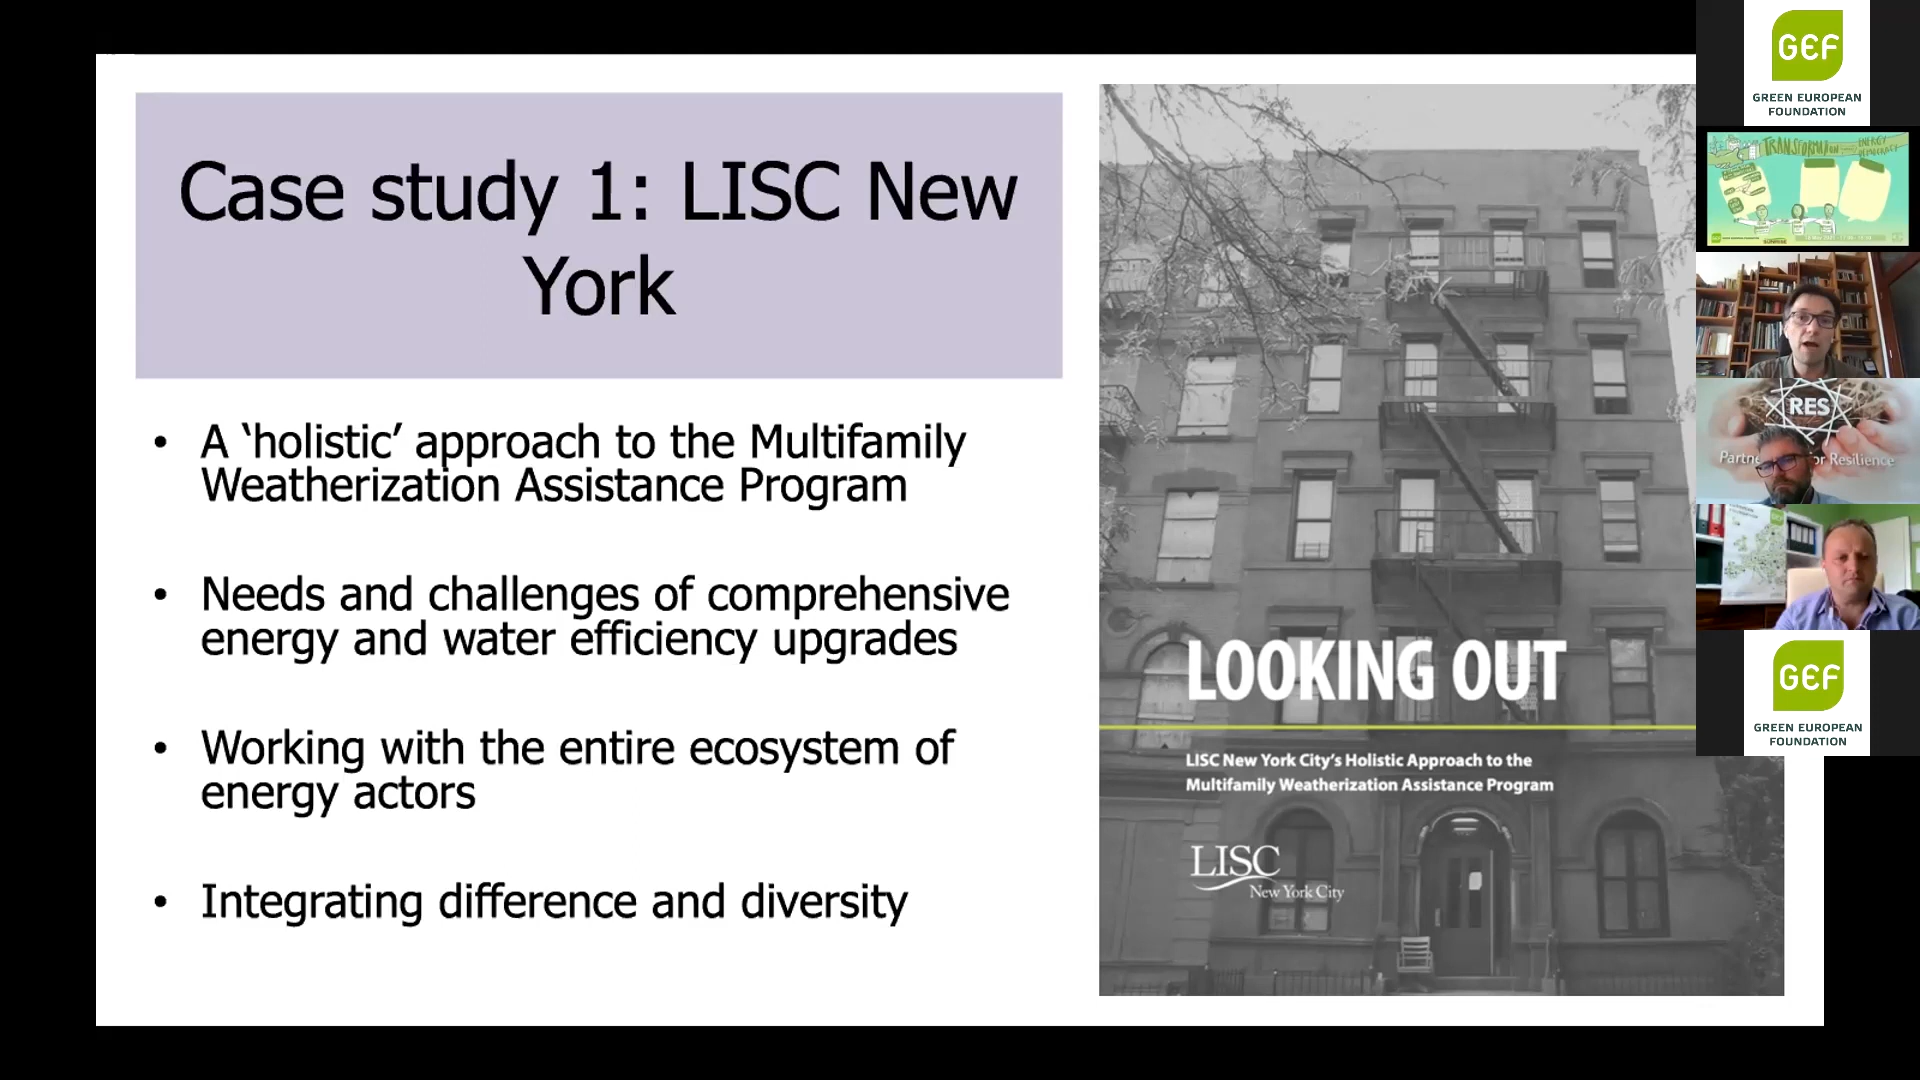 Case study 1: LISC New
York
• A ‘holistic’ approach to the Multifamily
Weatherization Assistance Program
• Needs and challenges of comprehensive
energy and water efficiency upgrades
• Working with the entire ecosystem of
energy actors
• Integrating difference and diversity
LOOKING OUT
LISC New York City's Holistic Approach to the
Multifamily Weatherization Assistance Program
LISC
New York City
GEF
GREEN EUROPEAN
FOUNDATION
RES
for Resilience
GEF
GREEN EUROPEAN
FOUNDATION